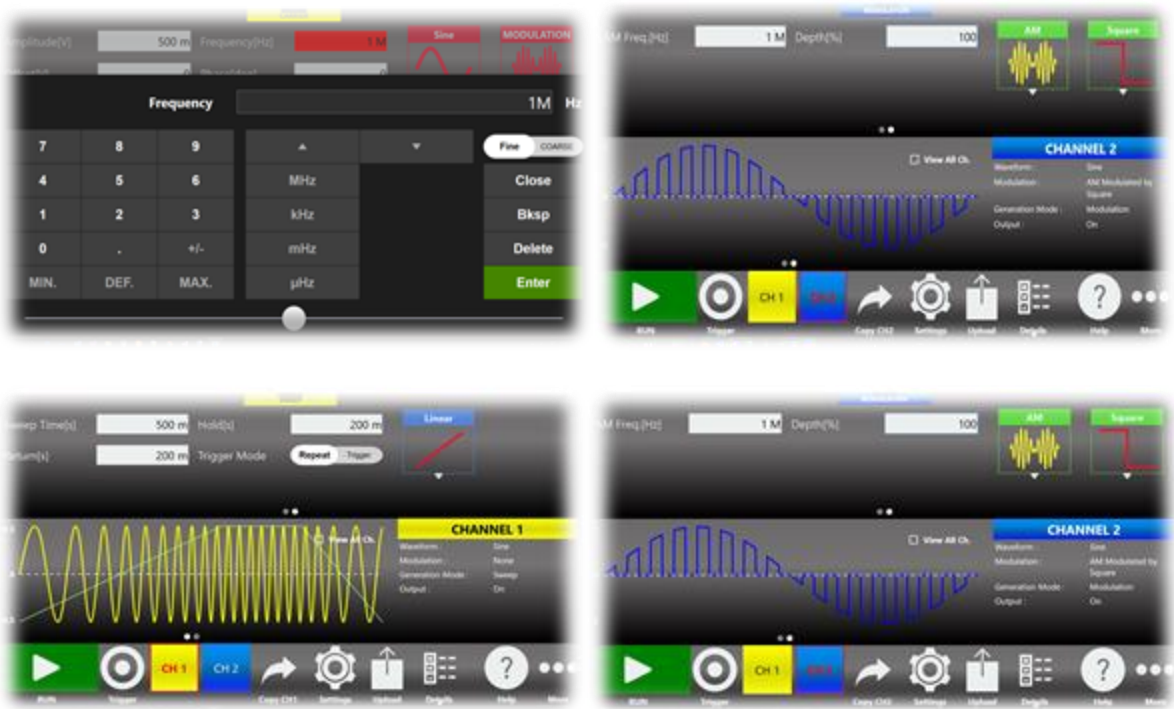 Amplitude[V] 500 m Frequency[Hz] 1 M Sine MODULATION
0 0
Frequency 1M Hz
7 8 9 Fine COARSE
4 5 6 MHz Close
1 2 3 kHz Bksp
0 . +/- mHz Delete
MIN. DEF. MAX. µHz Enter
AM Freq.[Hz] 1 M Depth[%] 100 AM Square
View All Ch.
CHANNEL 2
Waveform : Sine
Modulation : AM Modulated by
Square
Generation Mode : Modulation
Output : On
CH 1 CH 2
RUN Trigger Copy CH2 Settings Upload Details Help More
Sweep Time[s] 500 m Hold[s] 200 m Linear
Return[s] 200 m Trigger Mode Repeat Trigger
View All Ch.
CHANNEL 1
Waveform : Sine
Modulation : None
Generation Mode : Sweep
Output : On
CH 1 CH 2
RUN Trigger Copy CH1 Settings Upload Details Help More
AM Freq.[Hz] 1 M Depth[%] 100 AM Square
View All Ch.
CHANNEL 2
Waveform : Sine
Modulation : AM Modulated by
Square
Generation Mode : Modulation
Output : On
CH 1 CH 2
RUN Trigger Copy CH2 Settings Upload Details Help More